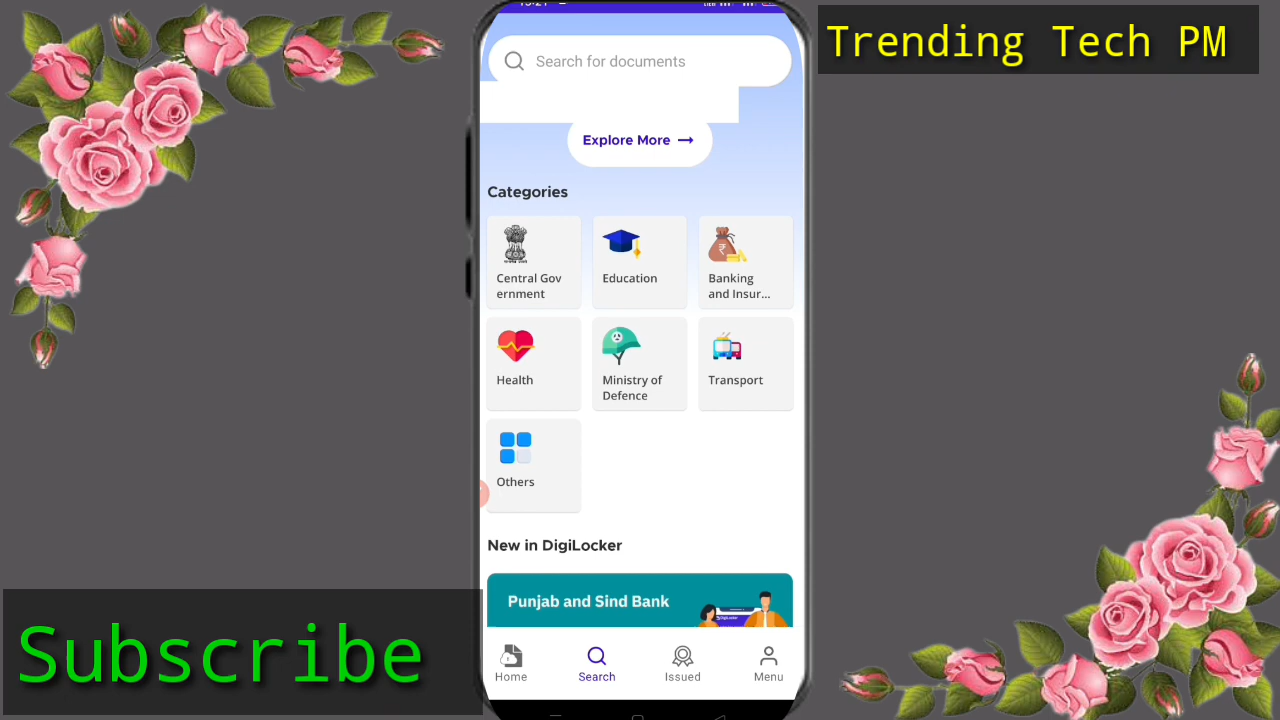 Trending Tech PM
Search for documents
Explore More
Categories
Central Gov
ernment
Education
Banking
and Insur...
Health
Ministry of
Defence
Transport
Others
New in DigiLocker
Punjab and Sind Bank
DigiLocker
Subscribe
Home
Search
Issued
Menu